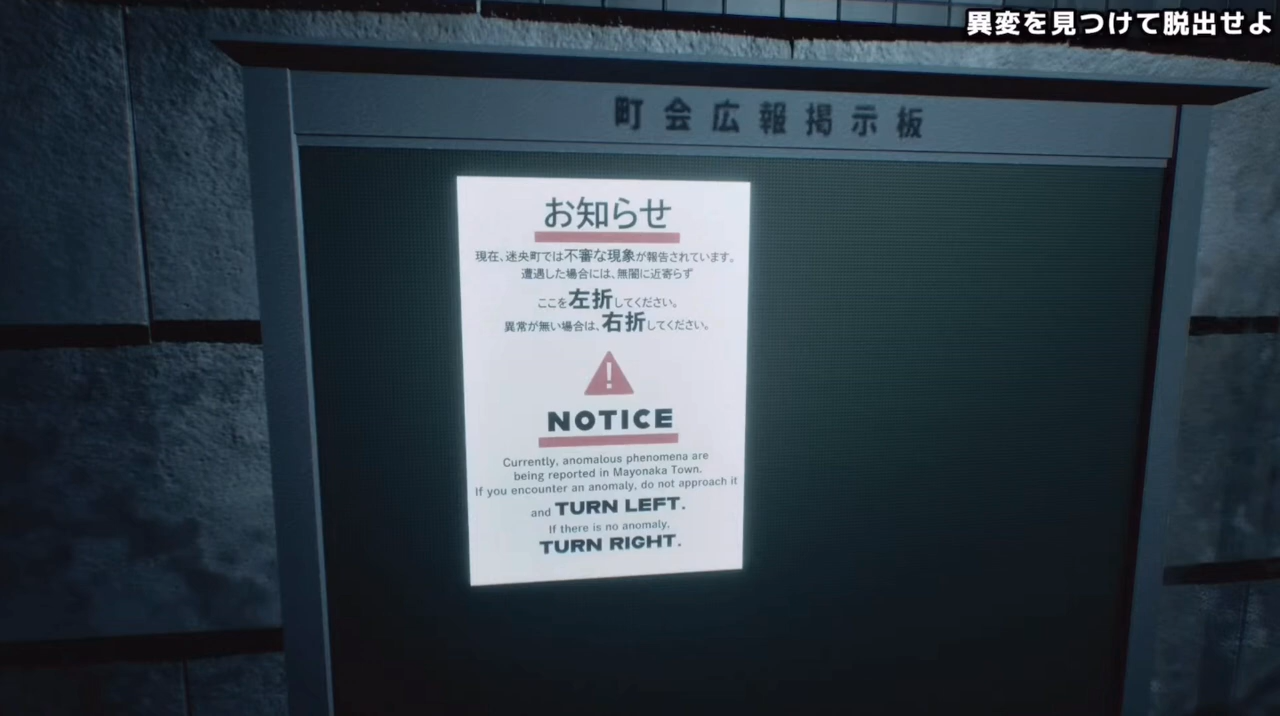 異変を見つけて脱出せよ
町会広報掲示板
お知らせ
現在、迷央町では不審な現象が報告されています。
遭遇した場合には、無闇に近寄らず
ここを左折してください。
異常が無い場合は、右折してください。
NOTICE
Currently, anomalous phenomena are
being reported in Mayonaka Town.
If you encounter an anomaly, do not approach it
and TURN LEFT.
If there is no anomaly,
TURN RIGHT.